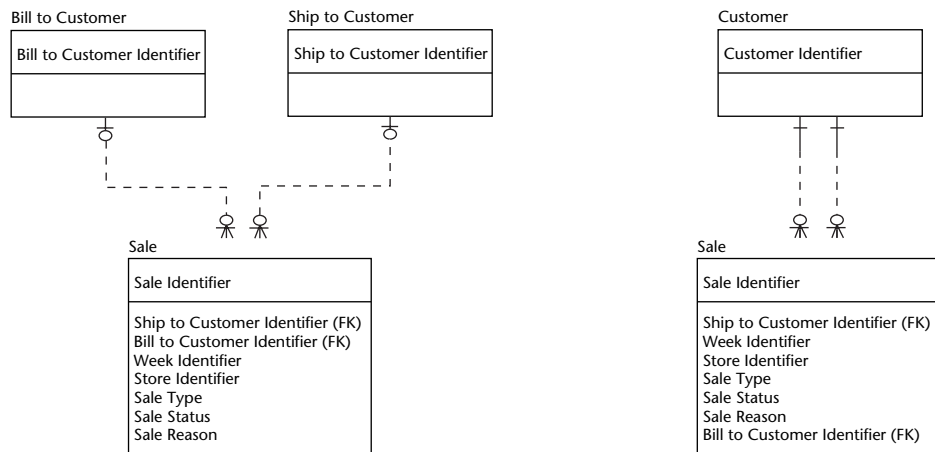 Bill to Customer
Bill to Customer Identifier
Ship to Customer
Ship to Customer Identifier
Sale
Sale Identifier
Ship to Customer Identifier (FK)
Bill to Customer Identifier (FK)
Week Identifier
Store Identifier
Sale Type
Sale Status
Sale Reason
Customer
Customer Identifier
Sale
Sale Identifier
Ship to Customer Identifier (FK)
Week Identifier
Store Identifier
Sale Type
Sale Status
Sale Reason
Bill to Customer Identifier (FK)